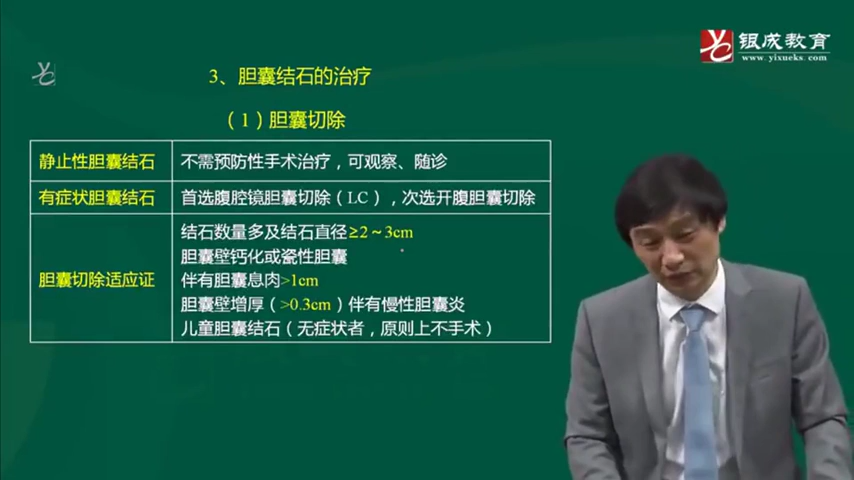 银成教育
www.yixueks.com
3、胆囊结石的治疗
（1）胆囊切除
静止性胆囊结石 不需预防性手术治疗，可观察、随诊
有症状胆囊结石 首选腹腔镜胆囊切除（LC），次选开腹胆囊切除
胆囊切除适应证
结石数量多及结石直径≥2～3cm
胆囊壁钙化或瓷性胆囊
伴有胆囊息肉>1cm
胆囊壁增厚（>0.3cm）伴有慢性胆囊炎
儿童胆囊结石（无症状者，原则上不手术）